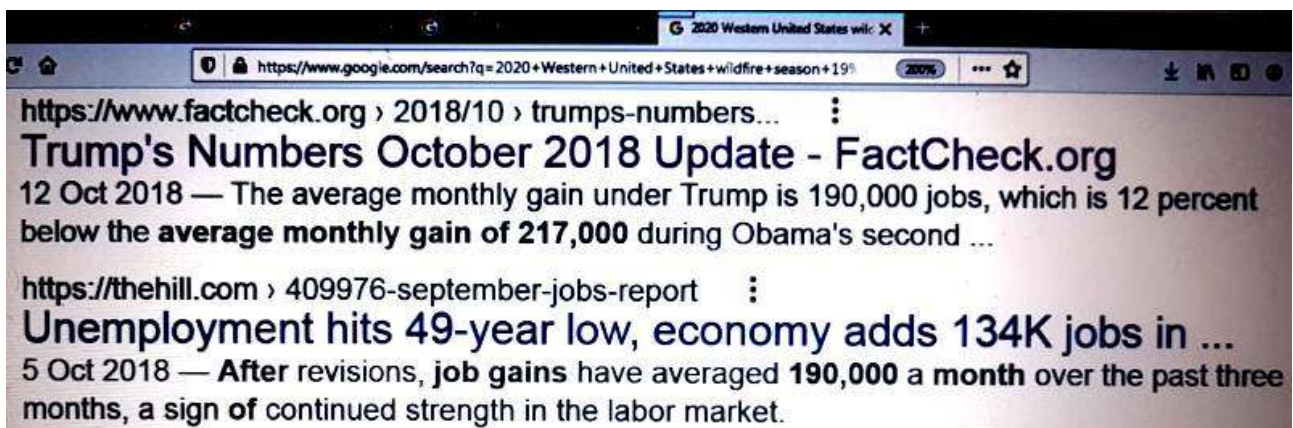 2020 Western United States wilc
https://www.google.com/search?q=2020+Western+United+States+wildfire+season+19
200%
https://www.factcheck.org › 2018/10 › trumps-numbers...
Trump's Numbers October 2018 Update - FactCheck.org
12 Oct 2018 — The average monthly gain under Trump is 190,000 jobs, which is 12 percent
below the average monthly gain of 217,000 during Obama's second ...
https://thehill.com › 409976-september-jobs-report
Unemployment hits 49-year low, economy adds 134K jobs in ...
5 Oct 2018 — After revisions, job gains have averaged 190,000 a month over the past three
months, a sign of continued strength in the labor market.